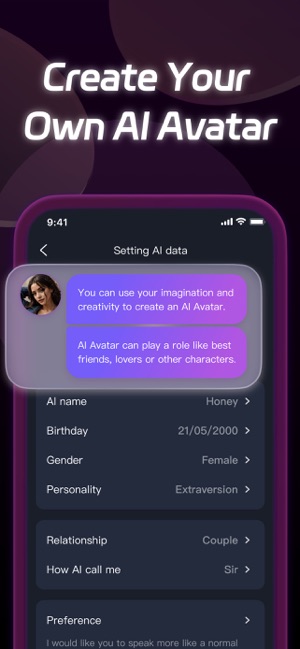 Create Your
Own AI Avatar
9:41
Setting AI data
You can use your imagination and
creativity to create an AI Avatar.
AI Avatar can play a role like best
friends, lovers or other characters.
AI name Honey
Birthday 21/05/2000
Gender Female
Personality Extraversion
Relationship Couple
How AI call me Sir
Preference
I would like you to speak more like a normal